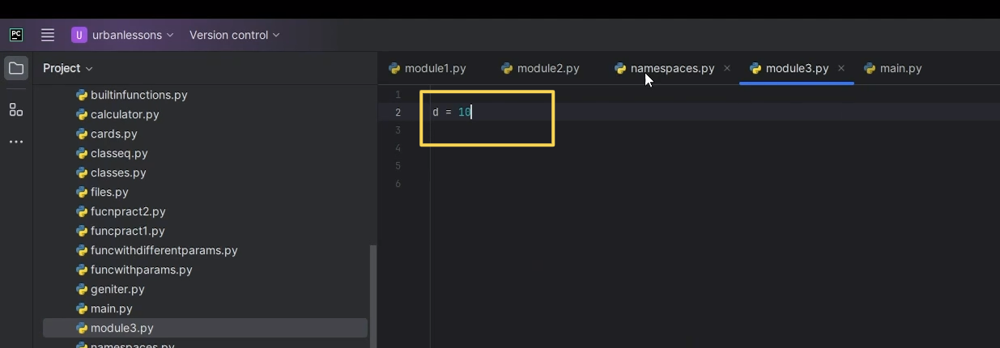 PC U urbanlessons Version control
Project
module1.py module2.py namespaces.py module3.py main.py
builtinfunctions.py
calculator.py
cards.py
classeq.py
classes.py
files.py
fucnpract2.py
funcpract1.py
funcwithdifferentparams.py
funcwithparams.py
geniter.py
main.py
module3.py
namespaces.py
1
2 d = 10
3
4
5
6